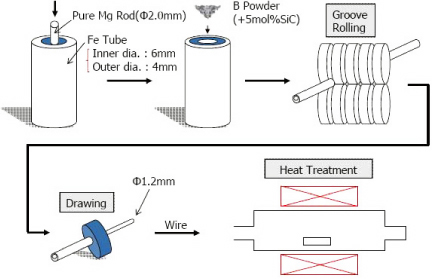 Pure Mg Rod(Φ2.0mm)
Fe Tube
Inner dia. : 6mm
Outer dia. : 4mm
B Powder
(+5mol%SiC)
Groove
Rolling
Drawing
Φ1.2mm
Wire
Heat Treatment